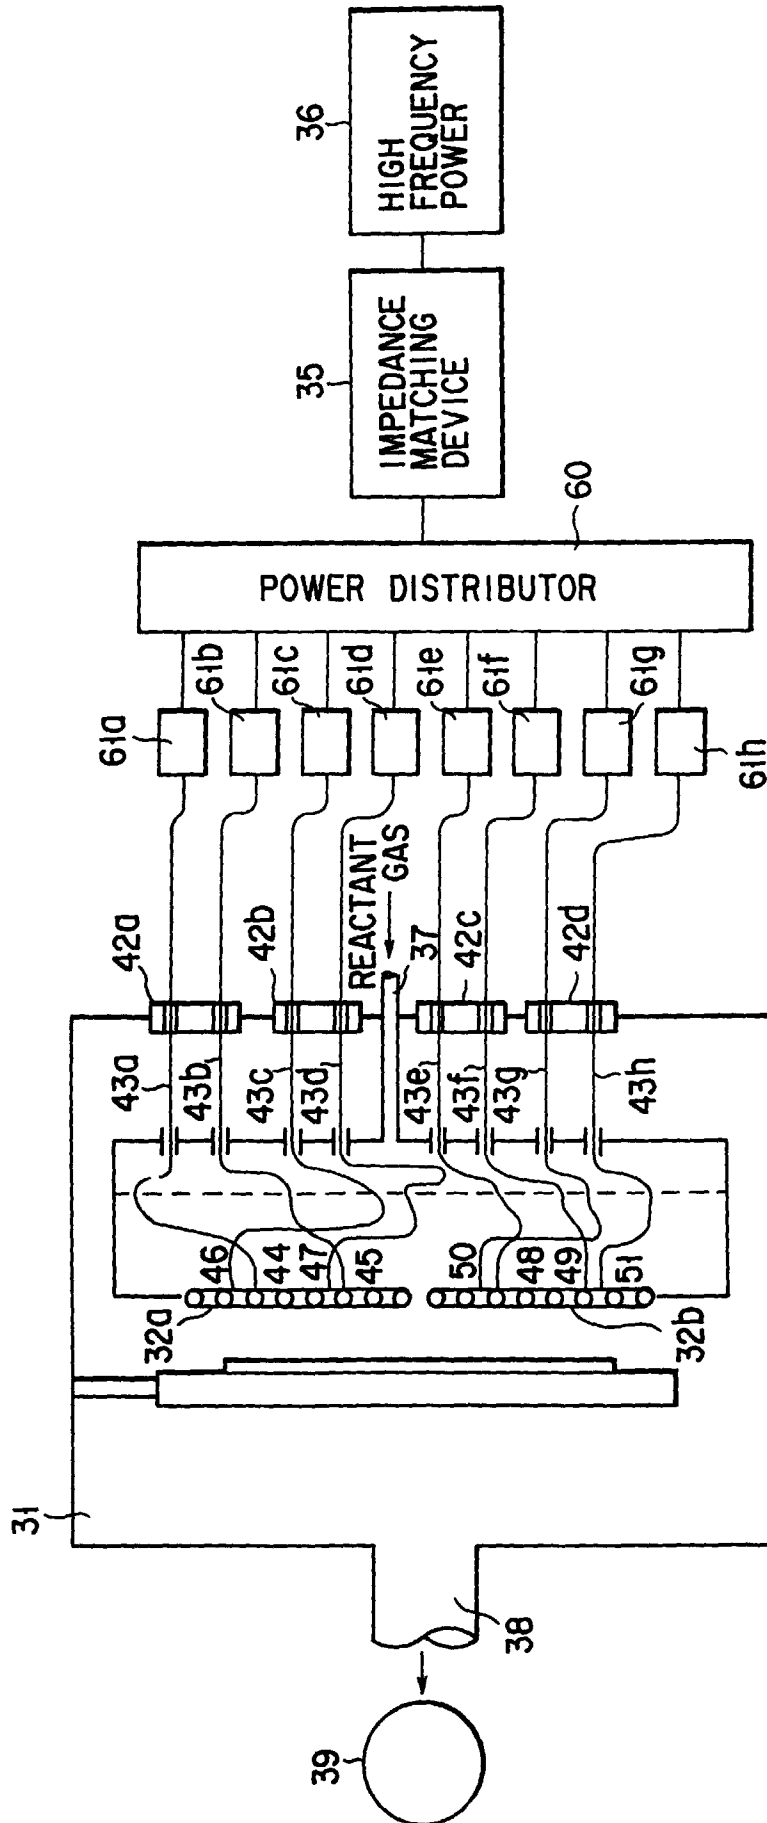 36
HIGH
FREQUENCY
POWER
35
IMPEDANCE
MATCHING
DEVICE
60
POWER DISTRIBUTOR
61a
61b
61c
61d
61e
61f
61g
61h
REACTANT
GAS
37
42a
42b
42c
42d
43a
43b
43c
43d
43e
43f
43g
43h
46
44
47
45
50
48
49
51
32a
32b
31
38
39